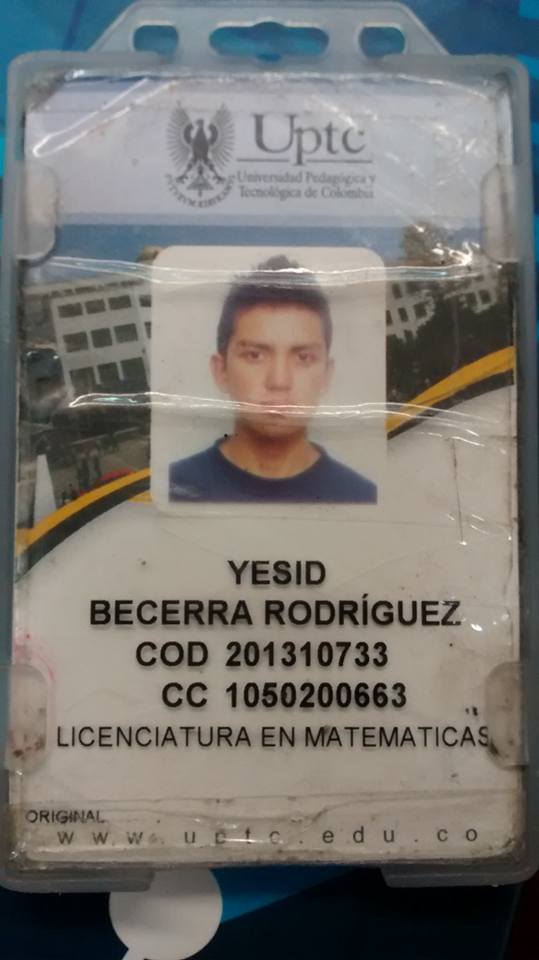 Uptc
Universidad Pedagógica y
Tecnológica de Colombia
YESID
BECERRA RODRÍGUEZ
COD 201310733
CC 1050200663
LICENCIATURA EN MATEMATICAS
ORIGINAL
www.uptc.edu.co